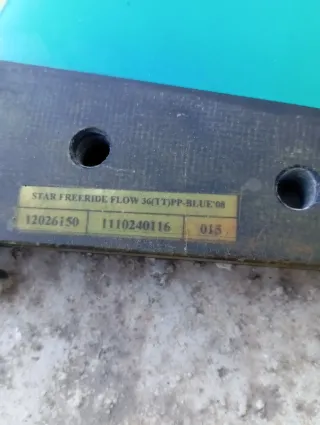 STAR FREERIDE FLOW 36(TT)PP-BLUE'08
12026150 1110240116 015